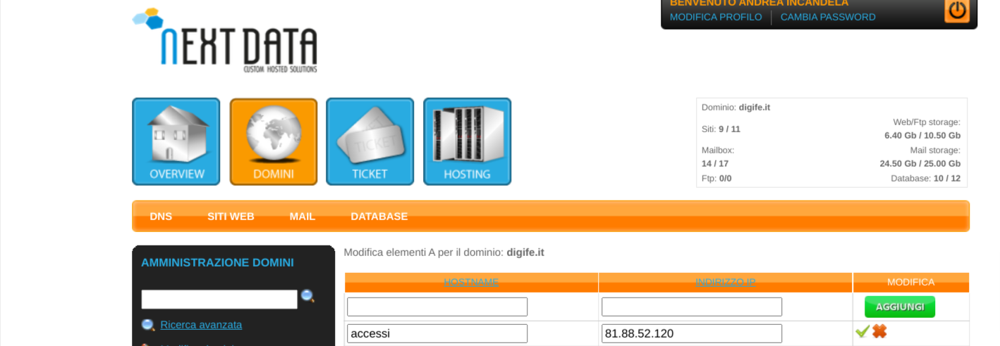 BENVENUTO ANDREA INCANDELA
MODIFICA PROFILO CAMBIA PASSWORD
NEXT DATA
CUSTOM HOSTED SOLUTIONS
OVERVIEW DOMINI TICKET HOSTING
TICKET
Dominio: digife.it
Siti: 9 / 11
Web/Ftp storage:
6.40 Gb / 10.50 Gb
Mailbox:
14 / 17
Mail storage:
24.50 Gb / 25.00 Gb
Ftp: 0/0
Database: 10 / 12
DNS SITI WEB MAIL DATABASE
AMMINISTRAZIONE DOMINI
Ricerca avanzata
Modifica elementi A per il dominio: digife.it
HOSTNAME INDIRIZZO IP MODIFICA
AGGIUNGI
accessi 81.88.52.120